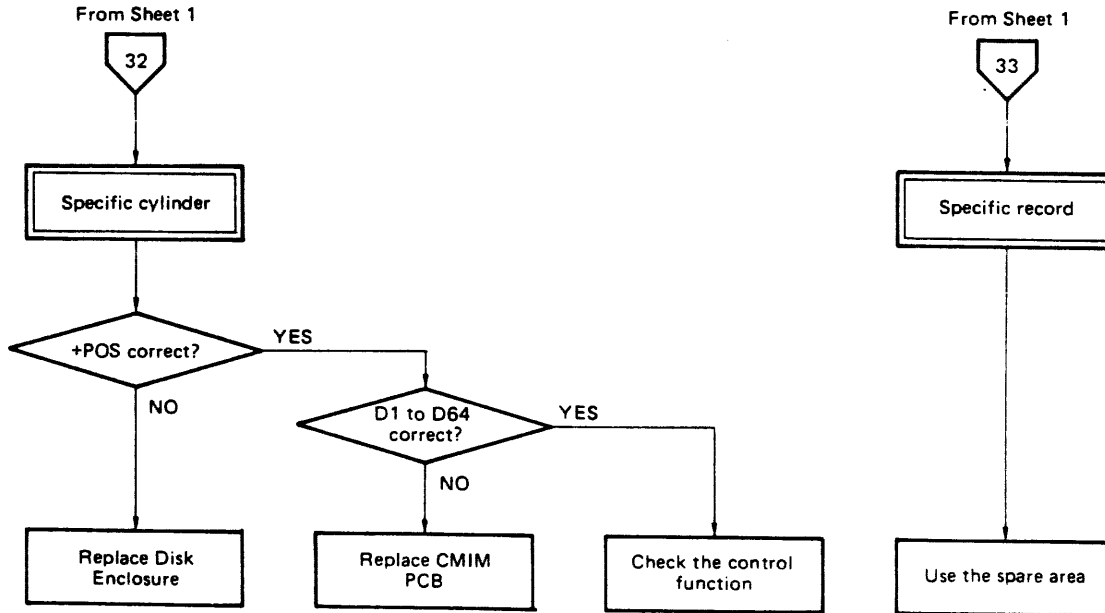 From Sheet 1
32
Specific cylinder
+POS correct?
YES
NO
D1 to D64
correct?
YES
NO
Replace Disk
Enclosure
Replace CMIM
PCB
Check the control
function
From Sheet 1
33
Specific record
Use the spare area